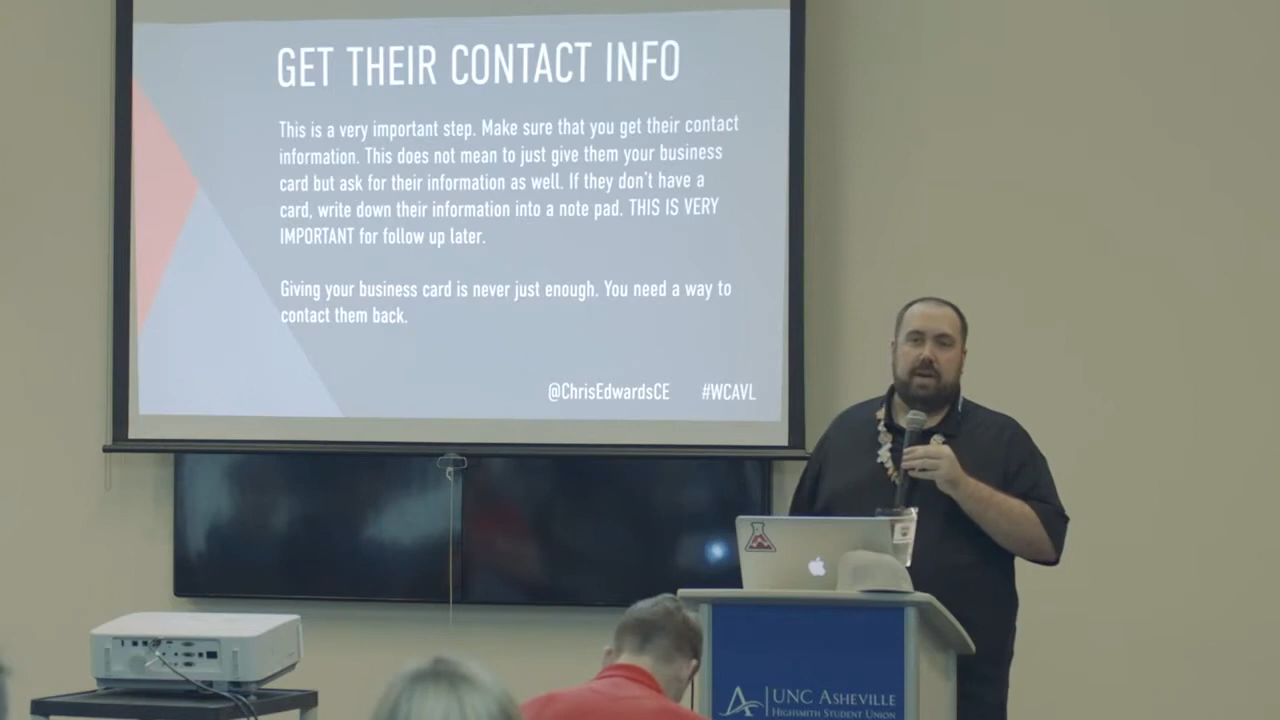 GET THEIR CONTACT INFO
This is a very important step. Make sure that you get their contact
information. This does not mean to just give them your business
card but ask for their information as well. If they don't have a
card, write down their information into a note pad. THIS IS VERY
IMPORTANT for follow up later.
Giving your business card is never just enough. You need a way to
contact them back.
@ChrisEdwardsCE #WCAVL
UNC ASHEVILLE
HIGHSMITH STUDENT UNION